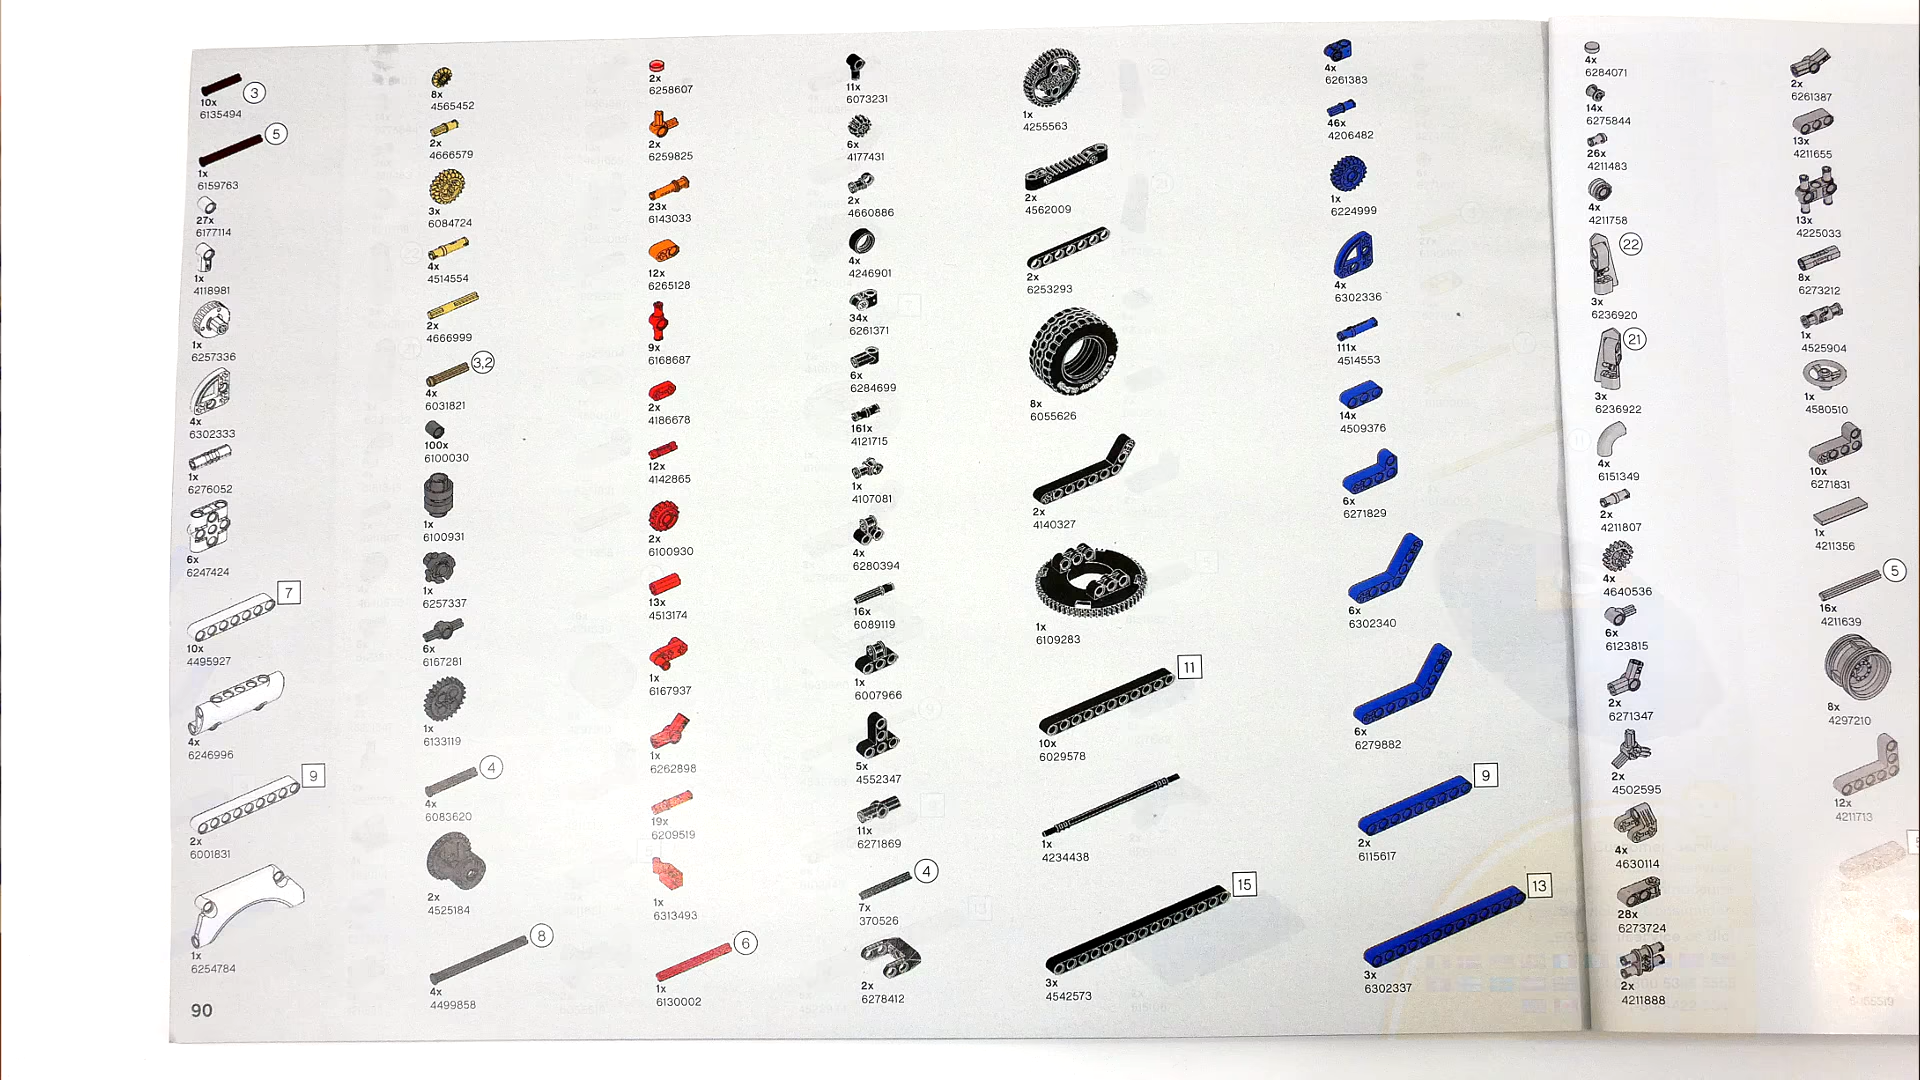 3
10x
6135494
5
1x
6159763
27x
6177114
1x
4118981
1x
6257336
4x
6302333
1x
6276052
6x
6247424
7
10x
4495927
4x
6246996
9
2x
6001831
1x
6254784
90
8x
4565452
2x
4666579
3x
6084724
4x
4514554
2x
4666999
3,2
4x
6031821
100x
6100030
1x
6100931
1x
6257337
6x
6167281
1x
6133119
4
4x
6083620
2x
4525184
8
4x
4499858
2x
6258607
2x
6259825
23x
6143033
12x
6265128
9x
6168687
2x
4186678
12x
4142865
2x
6100930
13x
4513174
1x
6167937
1x
6262898
19x
6209519
1x
6313493
6
1x
6130002
11x
6073231
6x
4177431
2x
4660886
4x
4246901
34x
6261371
6x
6284699
161x
4121715
1x
4107081
4x
6280394
16x
6089119
1x
6007966
5x
4552347
11x
6271869
4
7x
370526
2x
6278412
1x
4255563
2x
4562009
2x
6253293
8x
6055626
2x
4140327
1x
6109283
11
10x
6029578
1x
4234438
15
3x
4542573
4x
6261383
46x
4206482
1x
6224999
4x
6302336
111x
4514553
14x
4509376
6x
6271829
6x
6302340
6x
6279882
9
2x
6115617
13
3x
6302337
4x
6284071
14x
6275844
26x
4211483
4x
4211758
22
3x
6236920
21
3x
6236922
4x
6151349
2x
4211807
4x
4640536
6x
6123815
2x
6271347
2x
4502595
4x
4630114
28x
6273724
2x
4211888
2x
6261387
13x
4211655
13x
4225033
8x
6273212
1x
4525904
1x
4580510
10x
6271831
1x
4211356
5
16x
4211639
8x
4297210
12x
4211713